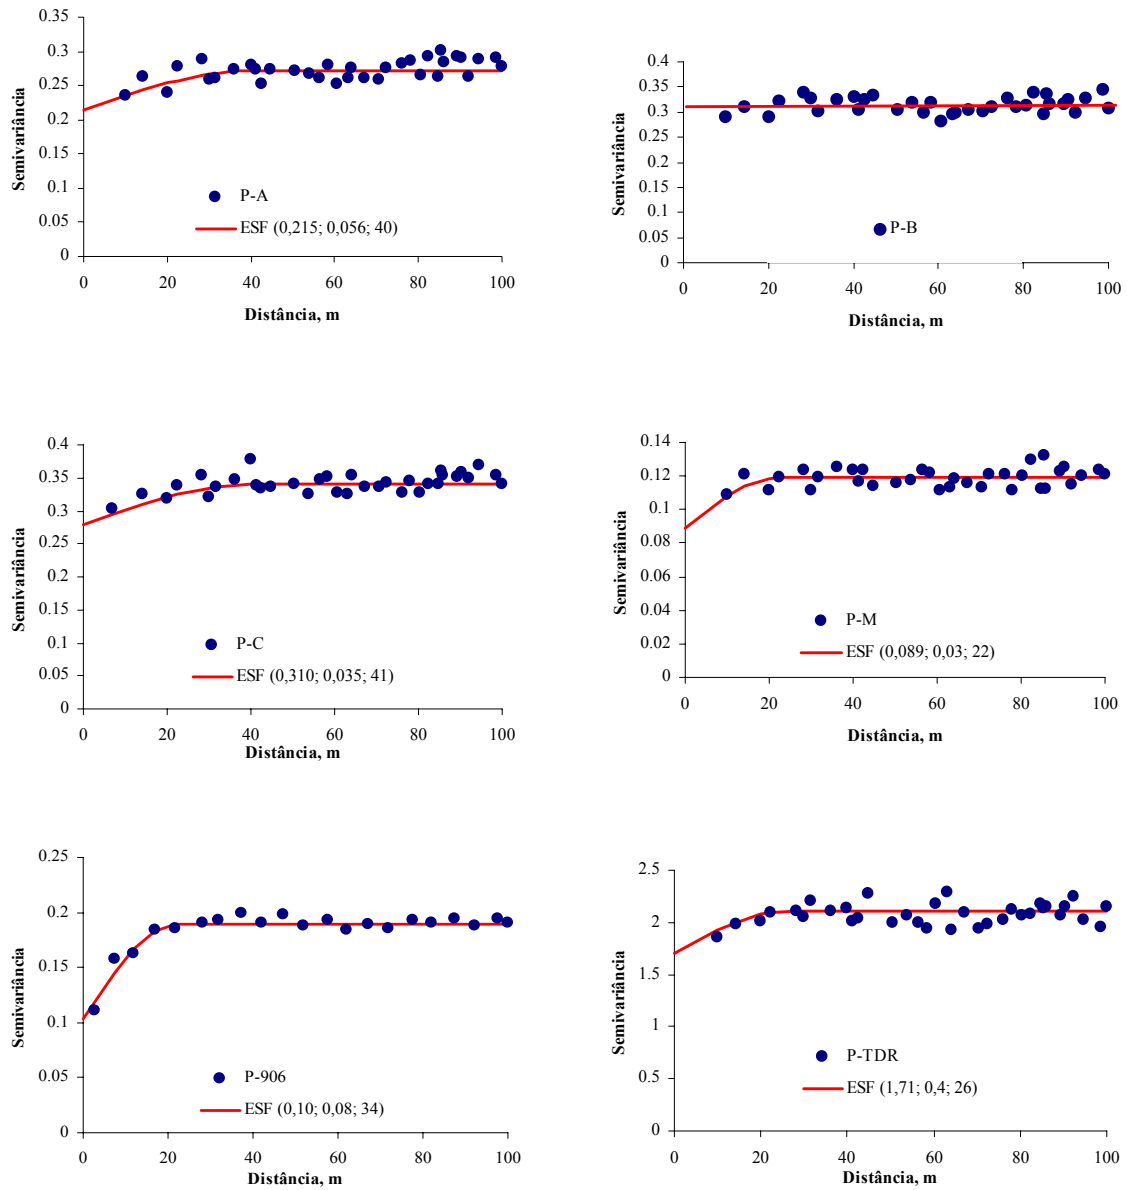 0.35
0.3
0.25
0.2
0.15
0.1
0.05
0
Semivariância
P-A
ESF (0,215; 0,056; 40)
0 20 40 60 80 100
Distância, m
0.4
0.35
0.3
0.25
0.2
0.15
0.1
0.05
0
Semivariância
P-B
0 20 40 60 80 100
Distância, m
0.4
0.35
0.3
0.25
0.2
0.15
0.1
0.05
0
Semivariância
P-C
ESF (0,310; 0,035; 41)
0 20 40 60 80 100
Distância, m
0.14
0.12
0.1
0.08
0.06
0.04
0.02
0
Semivariância
P-M
ESF (0,089; 0,03; 22)
0 20 40 60 80 100
Distância, m
0.25
0.2
0.15
0.1
0.05
0
Semivariância
P-906
ESF (0,10; 0,08; 34)
0 20 40 60 80 100
Distância, m
2.5
2
1.5
1
0.5
0
Semivariância
P-TDR
ESF (1,71; 0,4; 26)
0 20 40 60 80 100
Distância, m